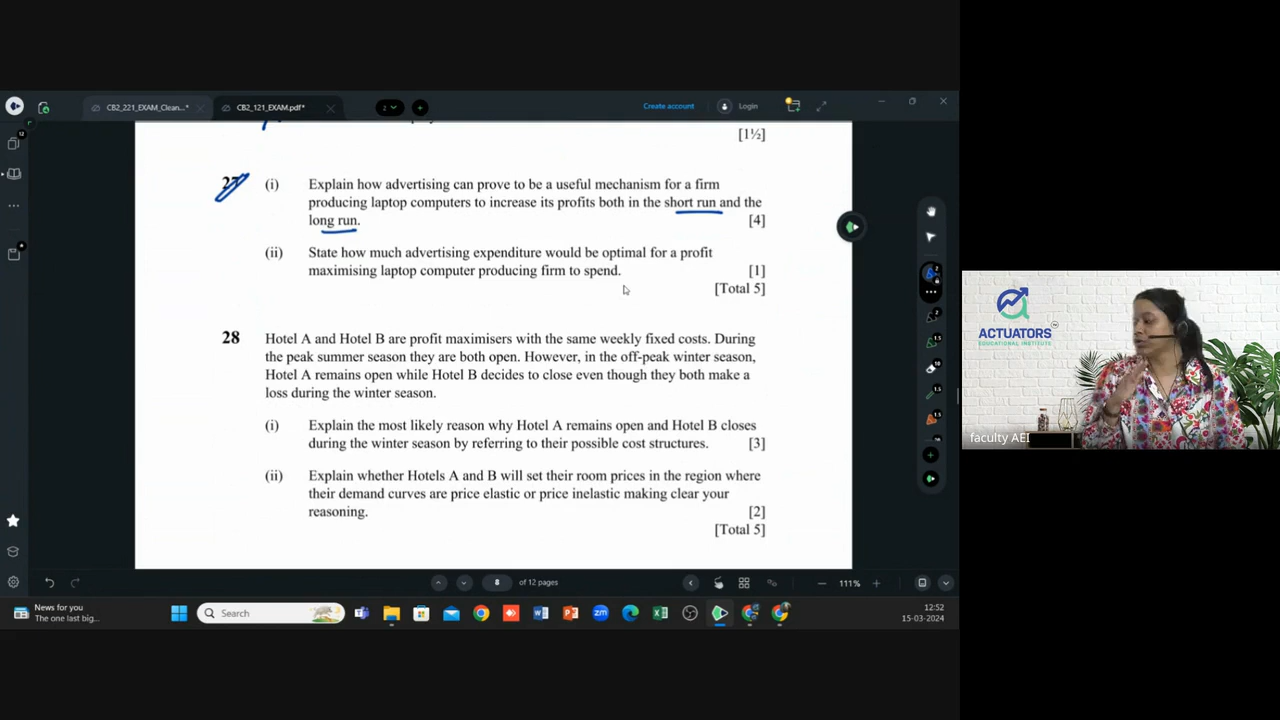 CB2_221_EXAM_Clean...*
CB2_121_EXAM.pdf*
2
Create account
Login
[1½]
27 (i) Explain how advertising can prove to be a useful mechanism for a firm
producing laptop computers to increase its profits both in the short run and the
long run. [4]
(ii) State how much advertising expenditure would be optimal for a profit
maximising laptop computer producing firm to spend. [1]
[Total 5]
28 Hotel A and Hotel B are profit maximisers with the same weekly fixed costs. During
the peak summer season they are both open. However, in the off-peak winter season,
Hotel A remains open while Hotel B decides to close even though they both make a
loss during the winter season.
(i) Explain the most likely reason why Hotel A remains open and Hotel B closes
during the winter season by referring to their possible cost structures. [3]
(ii) Explain whether Hotels A and B will set their room prices in the region where
their demand curves are price elastic or price inelastic making clear your
reasoning. [2]
[Total 5]
8 of 12 pages
111%
News for you
The one last big...
Search
12:52
15-03-2024
ACTUATORS
EDUCATIONAL INSTITUTE
faculty AEI